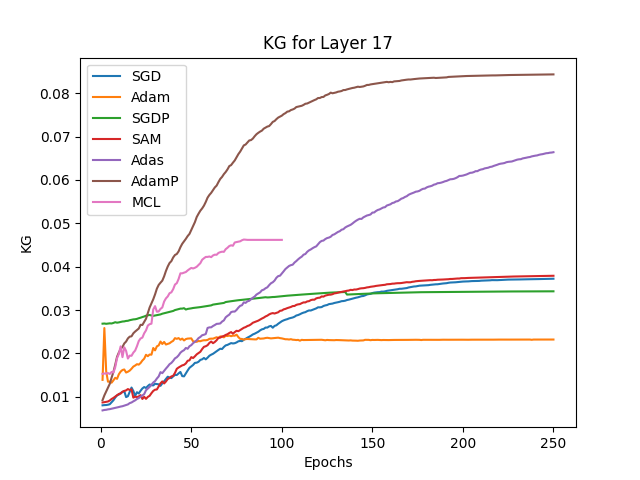 KG for Layer 17
SGD
Adam
SGDP
SAM
Adas
AdamP
MCL
KG
0.08
0.07
0.06
0.05
0.04
0.03
0.02
0.01
0 50 100 150 200 250
Epochs